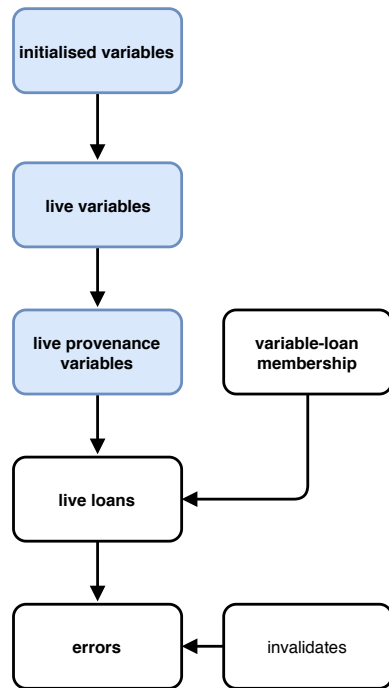 initialised variables
live variables
live provenance
variables
variable-loan
membership
live loans
errors
invalidates